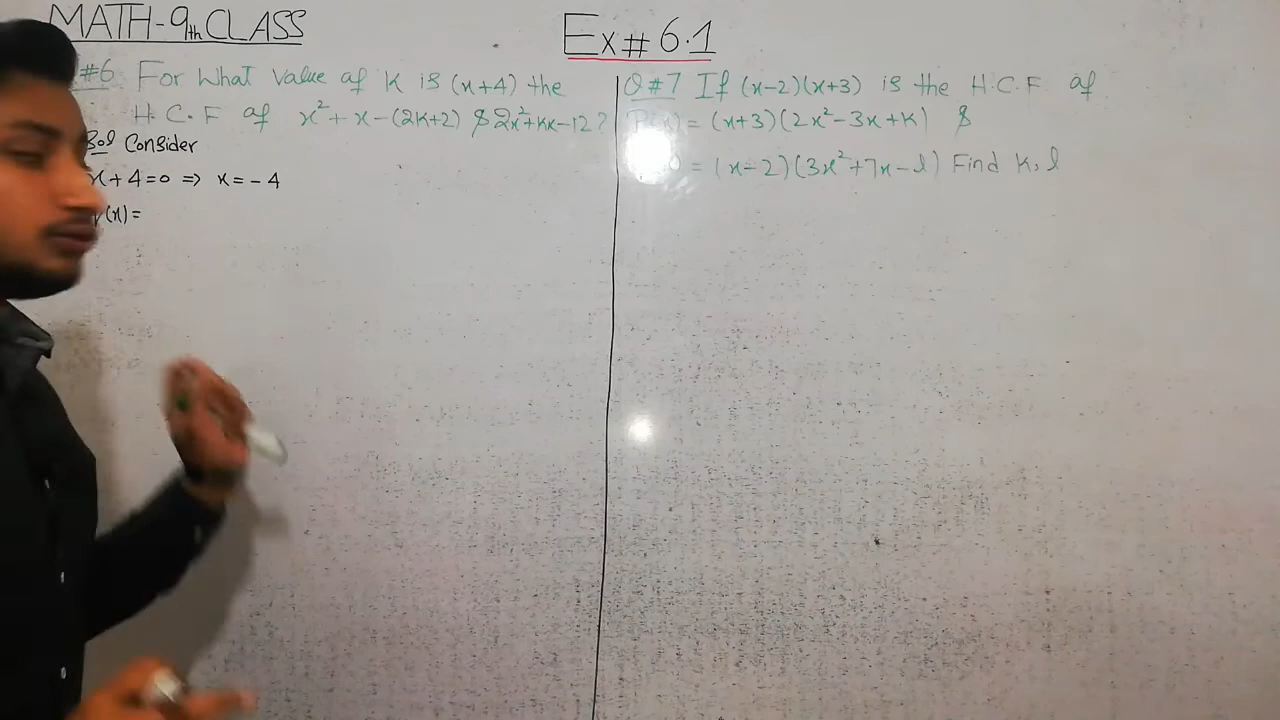 MATH-9th CLASS
Ex# 6.1
#6 For what value of K is (x+4) the
H.C.F of x²+x-(2K+2) & 2x²+Kx-12?
Sol Consider
x+4=0 => x=-4
(x)=
Q#7 If (x-2)(x+3) is the H.C.F of
P(x)=(x+3)(2x²-3x+K) &
=(x-2)(3x²+7x-l) Find K, l